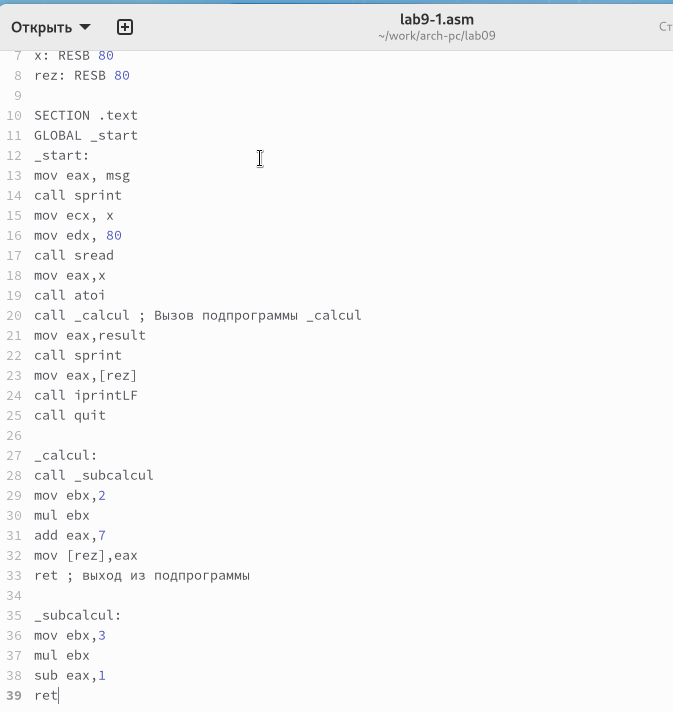 Открыть
lab9-1.asm
~/work/arch-pc/lab09
Ст
7 x: RESB 80
8 rez: RESB 80
9
10 SECTION .text
11 GLOBAL _start
12 _start:
13 mov eax, msg
14 call sprint
15 mov ecx, x
16 mov edx, 80
17 call sread
18 mov eax,x
19 call atoi
20 call _calcul ; Вызов подпрограммы _calcul
21 mov eax,result
22 call sprint
23 mov eax,[rez]
24 call iprintLF
25 call quit
26
27 _calcul:
28 call _subcalcul
29 mov ebx,2
30 mul ebx
31 add eax,7
32 mov [rez],eax
33 ret ; выход из подпрограммы
34
35 _subcalcul:
36 mov ebx,3
37 mul ebx
38 sub eax,1
39 ret